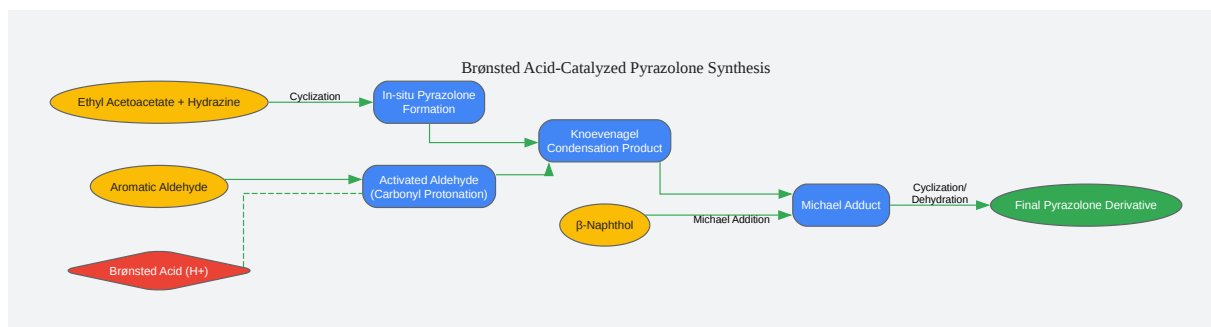 Brønsted Acid-Catalyzed Pyrazolone Synthesis
Ethyl Acetoacetate + Hydrazine
Cyclization
In-situ Pyrazolone
Formation
Knoevenagel
Condensation Product
Aromatic Aldehyde
Activated Aldehyde
(Carbonyl Protonation)
Brønsted Acid (H+)
β-Naphthol
Michael Addition
Michael Adduct
Cyclization/
Dehydration
Final Pyrazolone Derivative